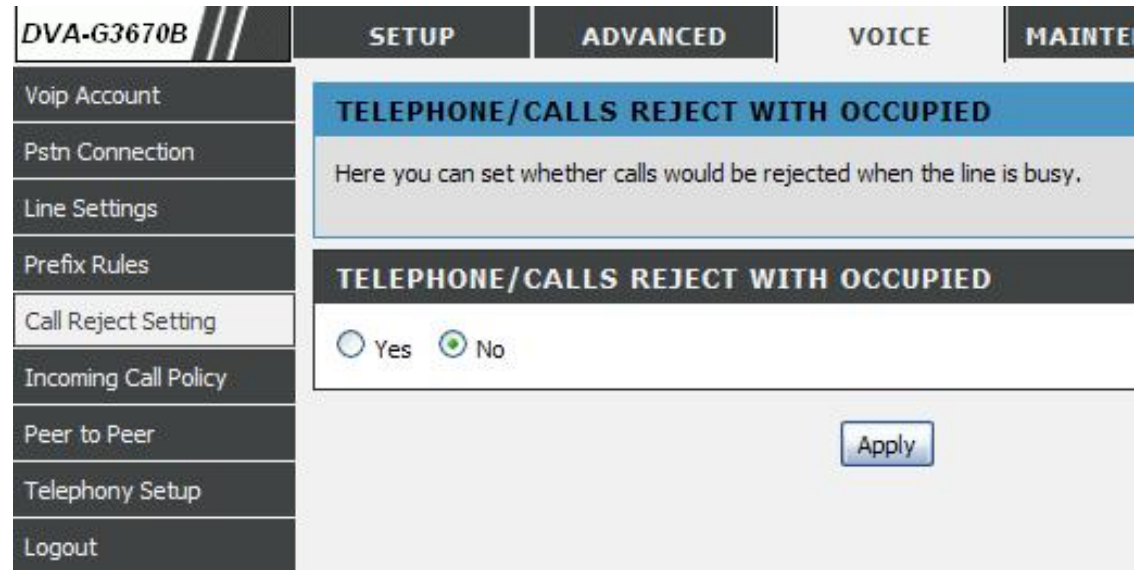 DVA-G3670B
SETUP
ADVANCED
VOICE
Voip Account
Pstn Connection
Line Settings
Prefix Rules
Call Reject Setting
Incoming Call Policy
Peer to Peer
Telephony Setup
Logout
TELEPHONE/CALLS REJECT WITH OCCUPIED
Here you can set whether calls would be rejected when the line is busy.
TELEPHONE/CALLS REJECT WITH OCCUPIED
Yes No
Apply